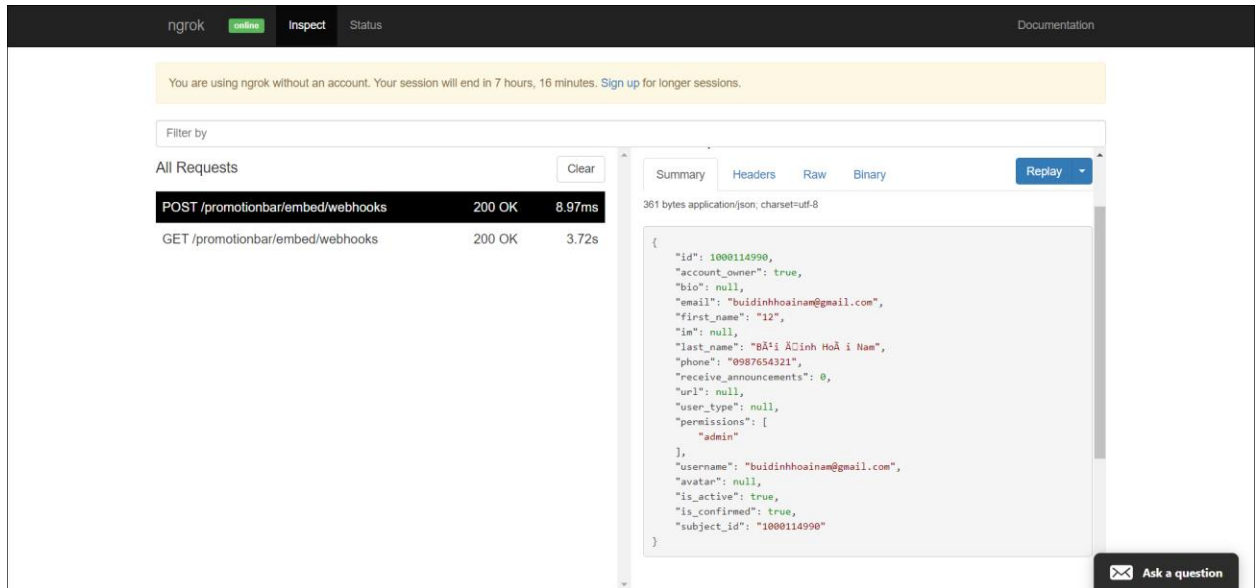 ngrok online Inspect Status Documentation
You are using ngrok without an account. Your session will end in 7 hours, 16 minutes. Sign up for longer sessions.
Filter by
All Requests Clear
POST /promotionbar/embed/webhooks 200 OK 8.97ms
GET /promotionbar/embed/webhooks 200 OK 3.72s
Summary Headers Raw Binary Replay
361 bytes application/json; charset=utf-8
{
"id": 1000114990,
"account_owner": true,
"bio": null,
"email": "buidinhhoainam@gmail.com",
"first_name": "12",
"im": null,
"last_name": "BÃ¹i Ä□ình HoÃ i Nam",
"phone": "0987654321",
"receive_announcements": 0,
"url": null,
"user_type": null,
"permissions": [
"admin"
],
"username": "buidinhhoainam@gmail.com",
"avatar": null,
"is_active": true,
"is_confirmed": true,
"subject_id": "1000114990"
}
Ask a question